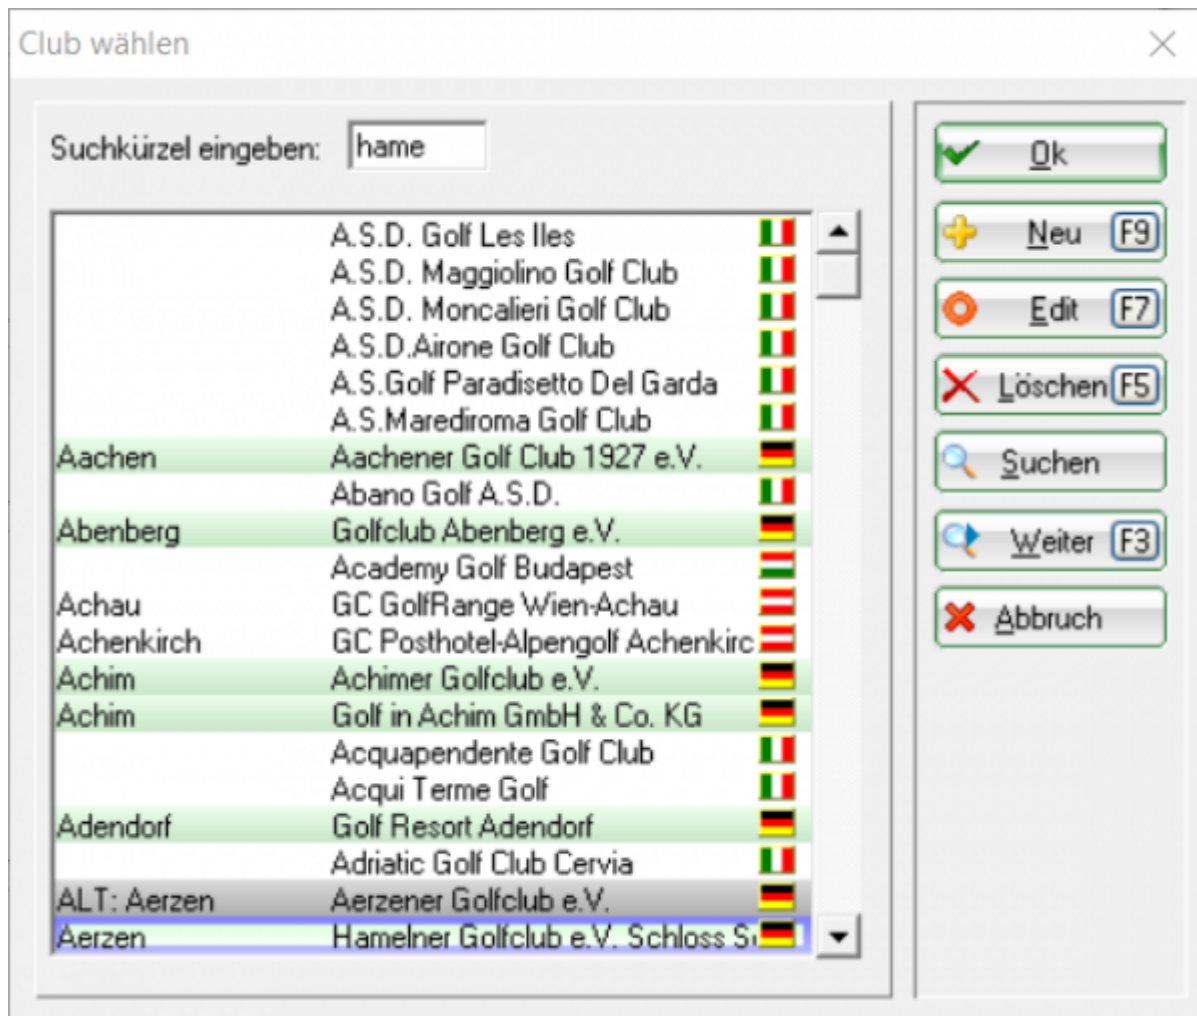 Club wählen
Suchkürzel eingeben: hame
A.S.D. Golf Les Iles
A.S.D. Maggiolino Golf Club
A.S.D. Moncalieri Golf Club
A.S.D.Airone Golf Club
A.S.Golf Paradisetto Del Garda
A.S.Marediroma Golf Club
Aachen Aachener Golf Club 1927 e.V.
Abano Golf A.S.D.
Abenberg Golfclub Abenberg e.V.
Academy Golf Budapest
Achau GC GolfRange Wien-Achau
Achenkirch GC Posthotel-Alpengolf Achenkirc
Achim Achimer Golfclub e.V.
Achim Golf in Achim GmbH & Co. KG
Acquapendente Golf Club
Acqui Terme Golf
Adendorf Golf Resort Adendorf
Adriatic Golf Club Cervia
ALT: Aerzen Aerzener Golfclub e.V.
Aerzen Hamelner Golfclub e.V. Schloss
Ok
Neu F9
Edit F7
Löschen F5
Suchen
Weiter F3
Abbruch